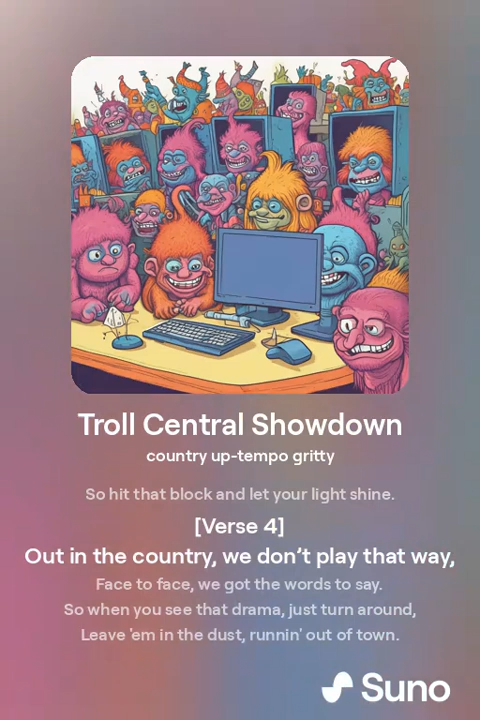 Troll Central Showdown
country up-tempo gritty
So hit that block and let your light shine.
[Verse 4]
Out in the country, we don’t play that way,
Face to face, we got the words to say.
So when you see that drama, just turn around,
Leave 'em in the dust, runnin' out of town.
Suno